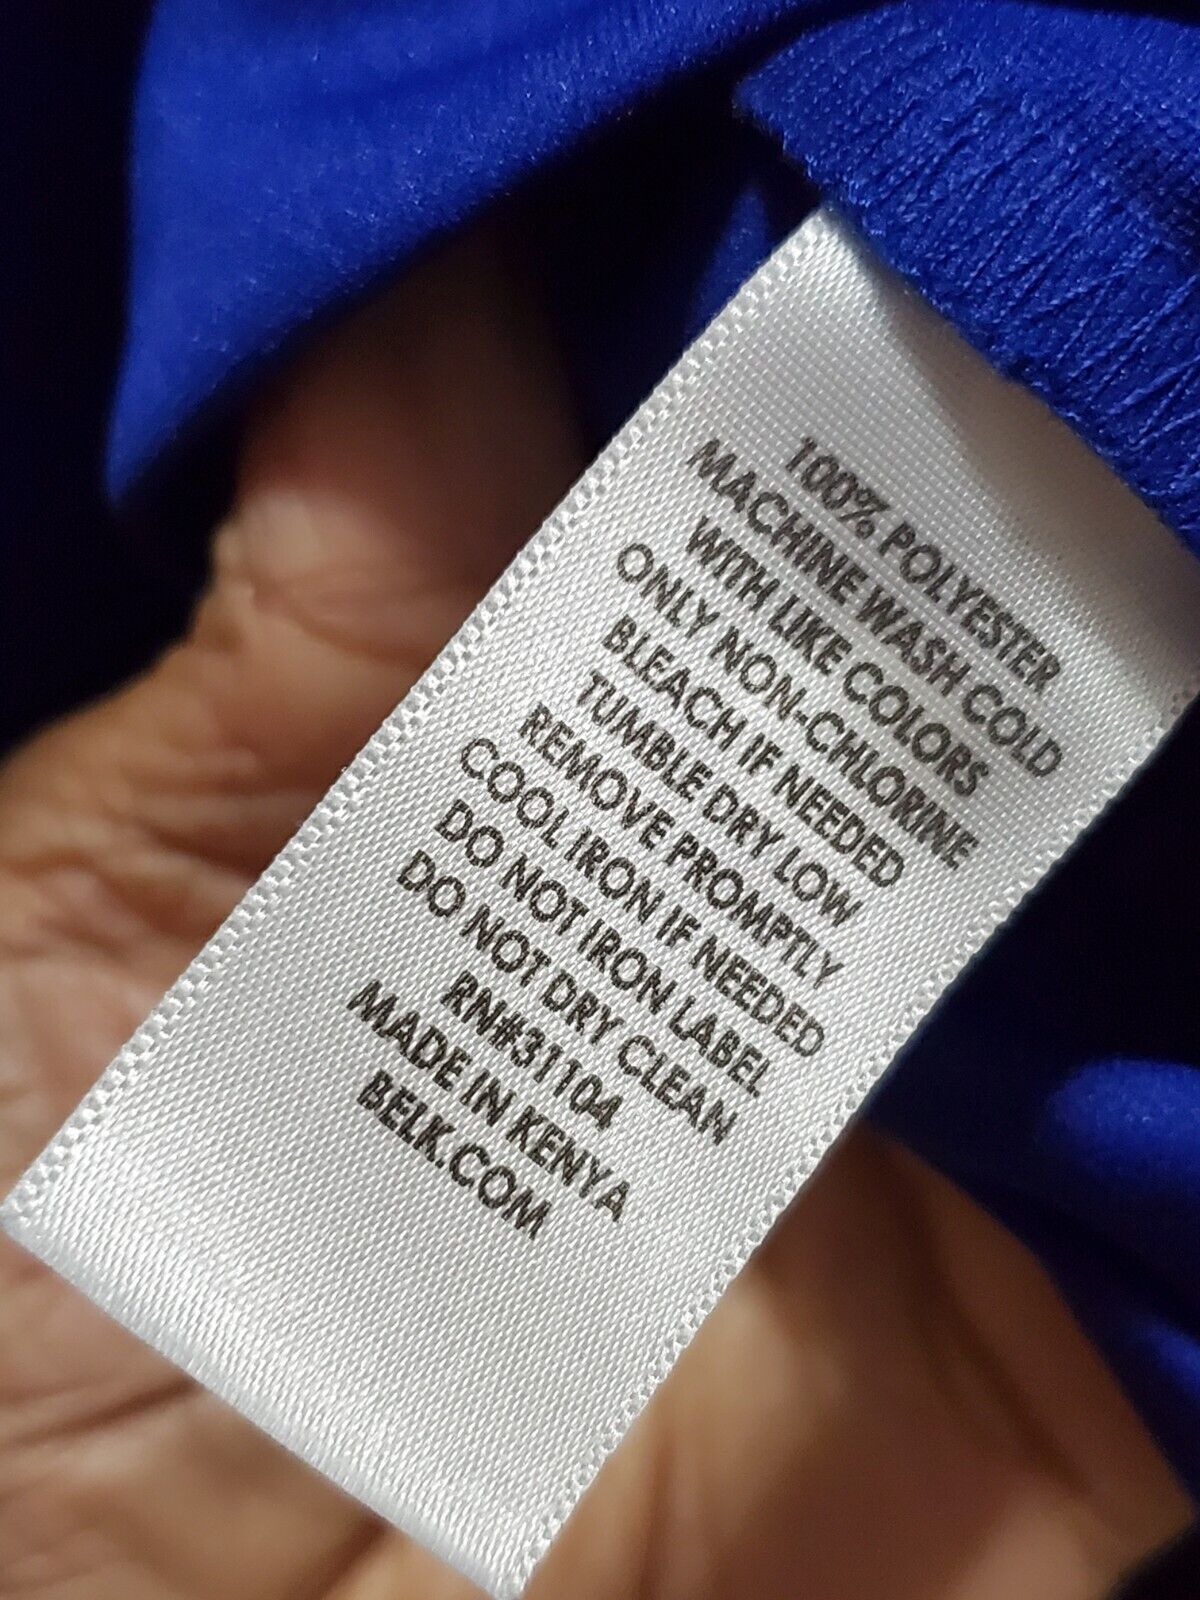 100% POLYESTER
MACHINE WASH COLD
WITH LIKE COLORS
ONLY NON-CHLORINE
BLEACH IF NEEDED
TUMBLE DRY LOW
REMOVE PROMPTLY
COOL IRON IF NEEDED
DO NOT IRON LABEL
DO NOT DRY CLEAN
RN#31104
MADE IN KENYA
BELK.COM